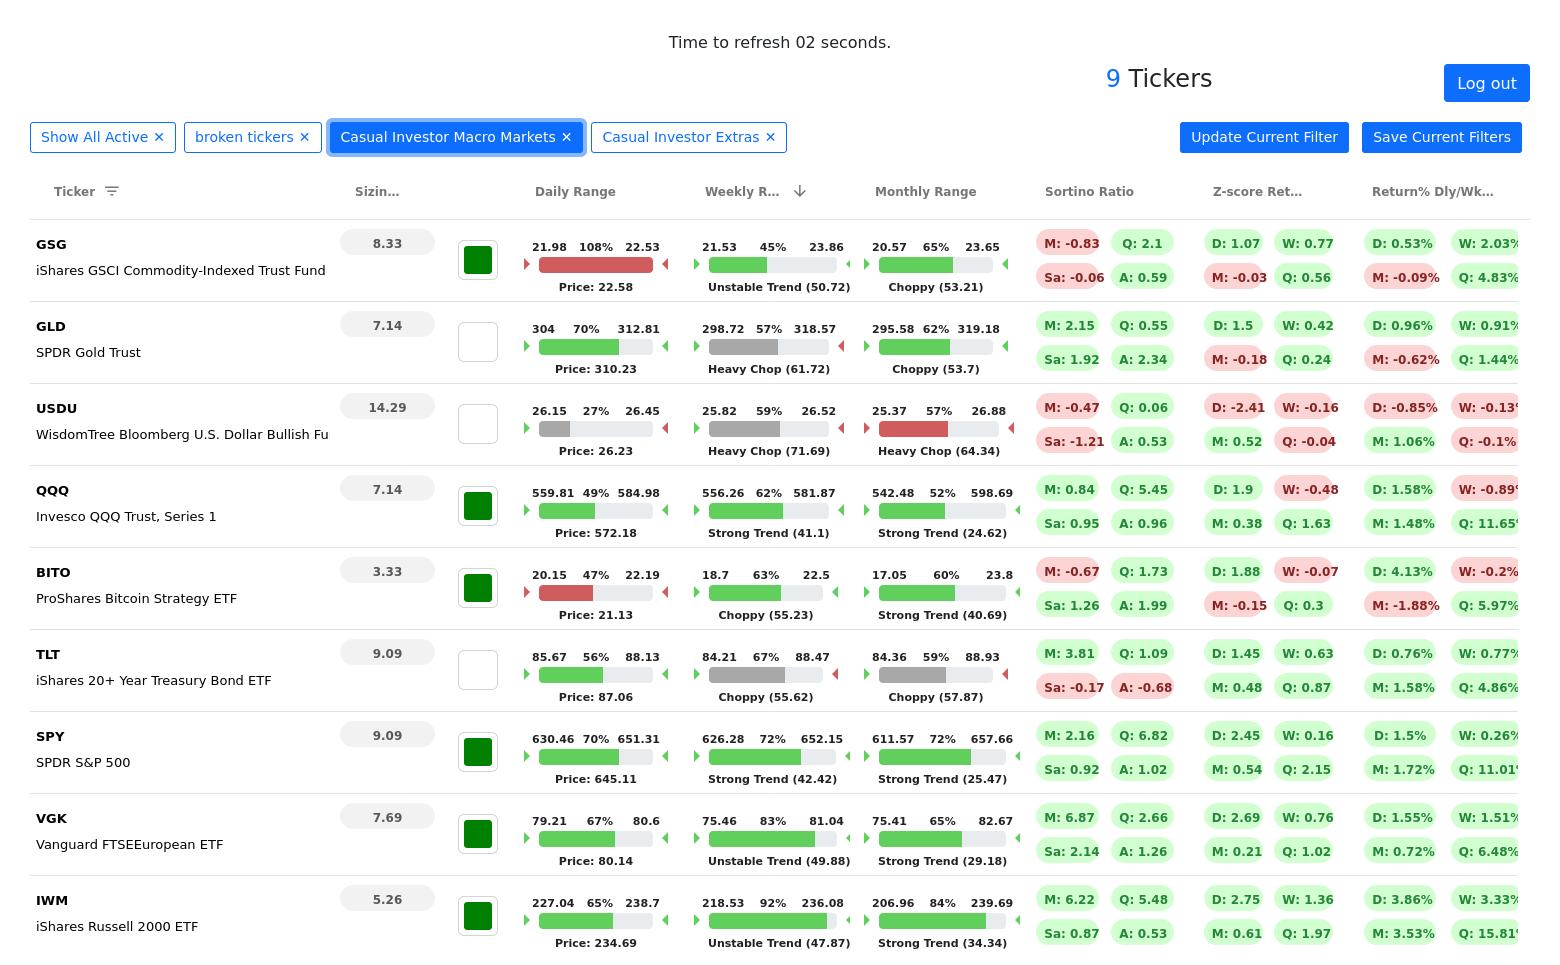 Time to refresh 02 seconds.
9 Tickers
Log out
Show All Active ✕ broken tickers ✕ Casual Investor Macro Markets ✕ Casual Investor Extras ✕ Update Current Filter Save Current Filters
Ticker Sizin... Daily Range Weekly R... Monthly Range Sortino Ratio Z-score Ret... Return% Dly/Wk...
GSG 8.33 21.98 108% 22.53 21.53 45% 23.86 20.57 65% 23.65 M: -0.83 Q: 2.1 D: 1.07 W: 0.77 D: 0.53% W: 2.03%
iShares GSCI Commodity-Indexed Trust Fund Price: 22.58 Unstable Trend (50.72) Choppy (53.21) Sa: -0.06 A: 0.59 M: -0.03 Q: 0.56 M: -0.09% Q: 4.83%
GLD 7.14 304 70% 312.81 298.72 57% 318.57 295.58 62% 319.18 M: 2.15 Q: 0.55 D: 1.5 W: 0.42 D: 0.96% W: 0.91%
SPDR Gold Trust Price: 310.23 Heavy Chop (61.72) Choppy (53.7) Sa: 1.92 A: 2.34 M: -0.18 Q: 0.24 M: -0.62% Q: 1.44%
USDU 14.29 26.15 27% 26.45 25.82 59% 26.52 25.37 57% 26.88 M: -0.47 Q: 0.06 D: -2.41 W: -0.16 D: -0.85% W: -0.13%
WisdomTree Bloomberg U.S. Dollar Bullish Fu Price: 26.23 Heavy Chop (71.69) Heavy Chop (64.34) Sa: -1.21 A: 0.53 M: 0.52 Q: -0.04 M: 1.06% Q: -0.1%
QQQ 7.14 559.81 49% 584.98 556.26 62% 581.87 542.48 52% 598.69 M: 0.84 Q: 5.45 D: 1.9 W: -0.48 D: 1.58% W: -0.89%
Invesco QQQ Trust, Series 1 Price: 572.18 Strong Trend (41.1) Strong Trend (24.62) Sa: 0.95 A: 0.96 M: 0.38 Q: 1.63 M: 1.48% Q: 11.65%
BITO 3.33 20.15 47% 22.19 18.7 63% 22.5 17.05 60% 23.8 M: -0.67 Q: 1.73 D: 1.88 W: -0.07 D: 4.13% W: -0.2%
ProShares Bitcoin Strategy ETF Price: 21.13 Choppy (55.23) Strong Trend (40.69) Sa: 1.26 A: 1.99 M: -0.15 Q: 0.3 M: -1.88% Q: 5.97%
TLT 9.09 85.67 56% 88.13 84.21 67% 88.47 84.36 59% 88.93 M: 3.81 Q: 1.09 D: 1.45 W: 0.63 D: 0.76% W: 0.77%
iShares 20+ Year Treasury Bond ETF Price: 87.06 Choppy (55.62) Choppy (57.87) Sa: -0.17 A: -0.68 M: 0.48 Q: 0.87 M: 1.58% Q: 4.86%
SPY 9.09 630.46 70% 651.31 626.28 72% 652.15 611.57 72% 657.66 M: 2.16 Q: 6.82 D: 2.45 W: 0.16 D: 1.5% W: 0.26%
SPDR S&P 500 Price: 645.11 Strong Trend (42.42) Strong Trend (25.47) Sa: 0.92 A: 1.02 M: 0.54 Q: 2.15 M: 1.72% Q: 11.01%
VGK 7.69 79.21 67% 80.6 75.46 83% 81.04 75.41 65% 82.67 M: 6.87 Q: 2.66 D: 2.69 W: 0.76 D: 1.55% W: 1.51%
Vanguard FTSEEuropean ETF Price: 80.14 Unstable Trend (49.88) Strong Trend (29.18) Sa: 2.14 A: 1.26 M: 0.21 Q: 1.02 M: 0.72% Q: 6.48%
IWM 5.26 227.04 65% 238.7 218.53 92% 236.08 206.96 84% 239.69 M: 6.22 Q: 5.48 D: 2.75 W: 1.36 D: 3.86% W: 3.33%
iShares Russell 2000 ETF Price: 234.69 Unstable Trend (47.87) Strong Trend (34.34) Sa: 0.87 A: 0.53 M: 0.61 Q: 1.97 M: 3.53% Q: 15.81%